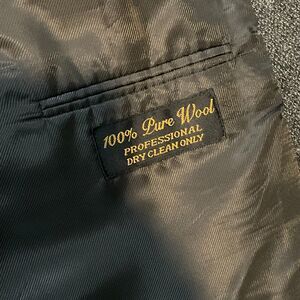 100% Pure Wool
PROFESSIONAL
DRY CLEAN ONLY